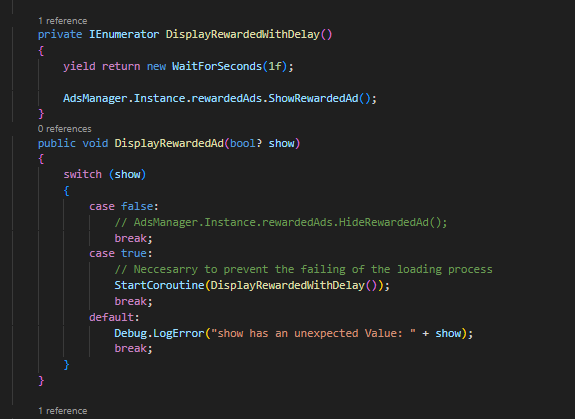 1 reference
private IEnumerator DisplayRewardedWithDelay()
{
yield return new WaitForSeconds(1f);
AdsManager.Instance.rewardedAds.ShowRewardedAd();
}
0 references
public void DisplayRewardedAd(bool? show)
{
switch (show)
{
case false:
// AdsManager.Instance.rewardedAds.HideRewardedAd();
break;
case true:
// Neccesarry to prevent the failing of the loading process
StartCoroutine(DisplayRewardedWithDelay());
break;
default:
Debug.LogError("show has an unexpected Value: " + show);
break;
}
}
1 reference